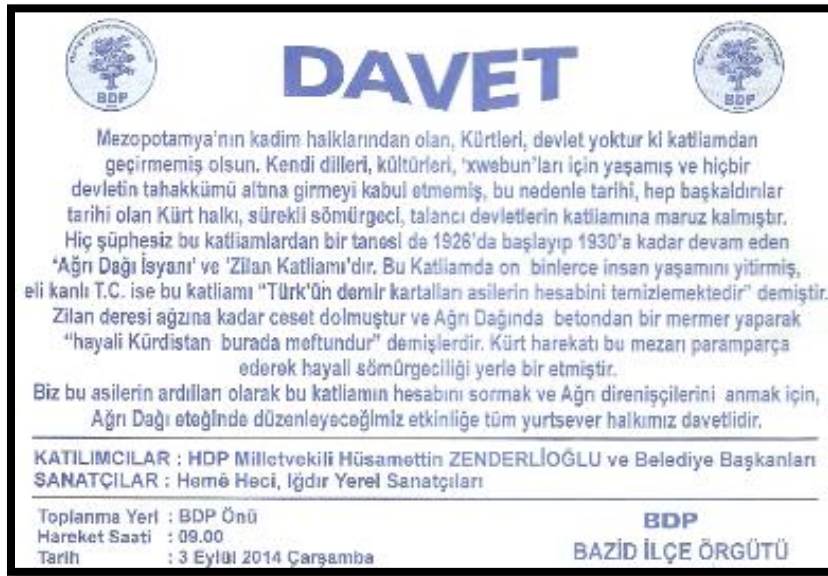 BDP
DAVET
BDP
Mezopotamya'nın kadim halklarından olan, Kürtleri, devlet yoktur ki katliamdan
geçirmemiş olsun. Kendi dilleri, kültürleri, 'xwebun'ları için yaşamış ve hiçbir
devletin tahakkümü altına girmeyi kabul etmemiş, bu nedenle tarihi, hep başkaldırılar
tarihi olan Kürt halkı, sürekli sömürgeci, talancı devletlerin katliamına maruz kalmıştır.
Hiç şüphesiz bu katliamlardan bir tanesi de 1926'da başlayıp 1930'a kadar devam eden
'Ağrı Dağı İsyanı' ve 'Zilan Katliamı'dır. Bu Katliamda on binlerce insan yaşamını yitirmiş,
eli kanlı T.C. ise bu katliamı "Türk'ün demir kartalları asilerin hesabini temizlemektedir" demiştir.
Zilan deresi ağzına kadar ceset dolmuştur ve Ağrı Dağında betondan bir mermer yaparak
"hayali Kürdistan burada meftundur" demişlerdir. Kürt harekatı bu mezarı paramparça
ederek hayali sömürgeciliği yerle bir etmiştir.
Biz bu asilerin ardılları olarak bu katliamın hesabını sormak ve Ağrı direnişçilerini anmak için,
Ağrı Dağı eteğinde düzenleyeceğimiz etkinliğe tüm yurtsever halkımız davetlidir.
KATILIMCILAR : HDP Milletvekili Hüsamettin ZENDERLİOĞLU ve Belediye Başkanları
SANATÇILAR : Hemê Heci, Iğdır Yerel Sanatçıları
Toplanma Yeri : BDP Önü
Hareket Saati : 09.00
Tarih : 3 Eylül 2014 Çarşamba
BDP
BAZİD İLÇE ÖRGÜTÜ